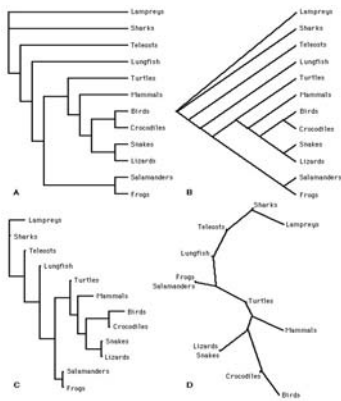 Lampreys
Sharks
Teleosts
Lungfish
Turtles
Mammals
Birds
Crocodiles
Snakes
Lizards
Salamanders
Frogs
A
Lampreys
Sharks
Teleosts
Lungfish
Turtles
Mammals
Birds
Crocodiles
Snakes
Lizards
Salamanders
Frogs
B
Lampreys
Sharks
Teleosts
Lungfish
Turtles
Mammals
Birds
Crocodiles
Snakes
Lizards
Salamanders
Frogs
C
Sharks
Lampreys
Teleosts
Lungfish
Frogs
Salamanders
Turtles
Mammals
Lizards
Snakes
Crocodiles
Birds
D